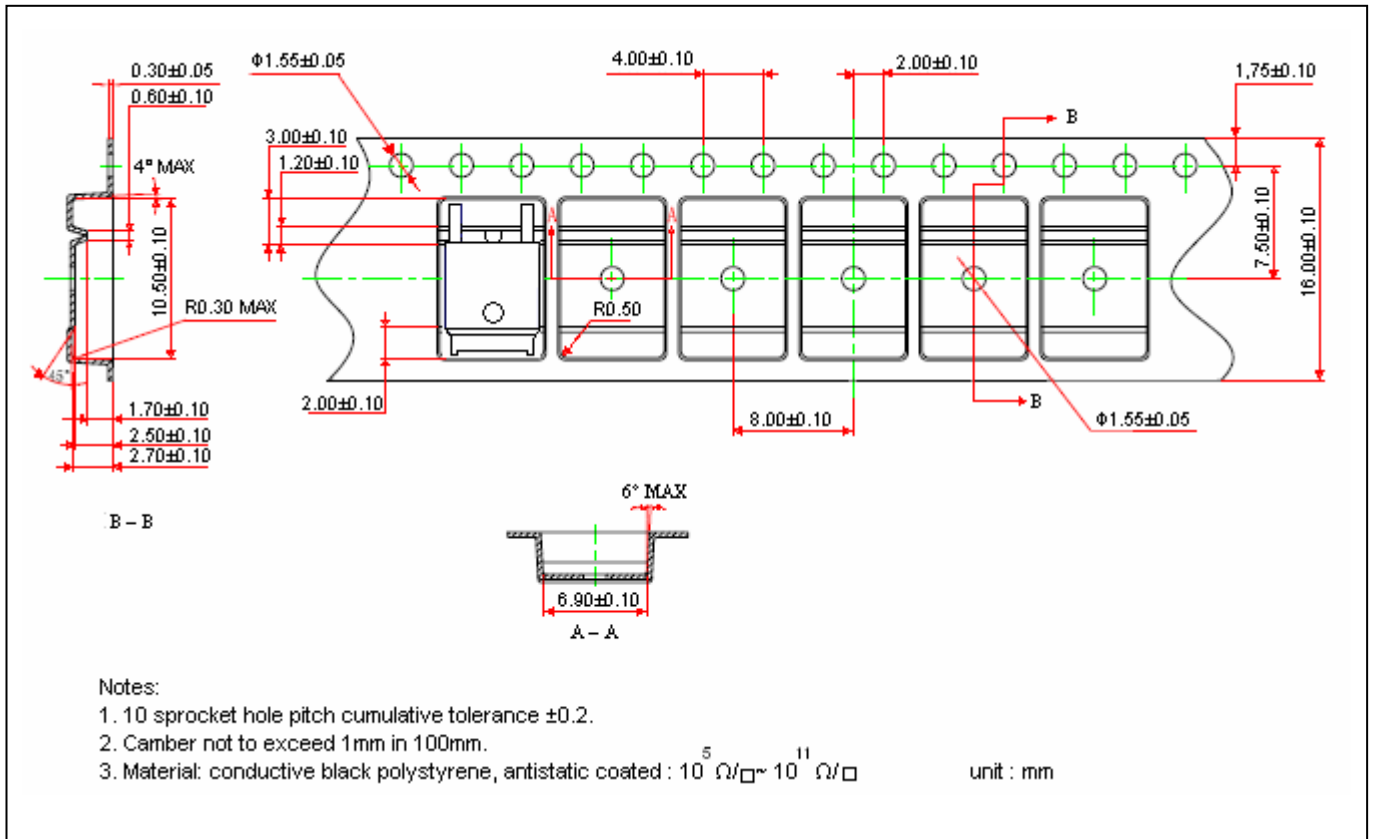 0.30±0.05
Φ1.55±0.05
4.00±0.10
2.00±0.10
1,75±0.10
0.60±0.10
3.00±0.10
1.20±0.10
B
4° MAX
A A
7.50±0.10
16.00±0.10
10.50±0.10
R0.30 MAX
R0.50
45°
2.00±0.10
1.70±0.10
B
8.00±0.10
Φ1.55±0.05
2.50±0.10
2.70±0.10
6° MAX
B – B
6.90±0.10
A – A
Notes:
1. 10 sprocket hole pitch cumulative tolerance ±0.2.
2. Camber not to exceed 1mm in 100mm.
3. Material: conductive black polystyrene, antistatic coated : 10⁵ Ω/□~ 10¹¹ Ω/□ unit : mm